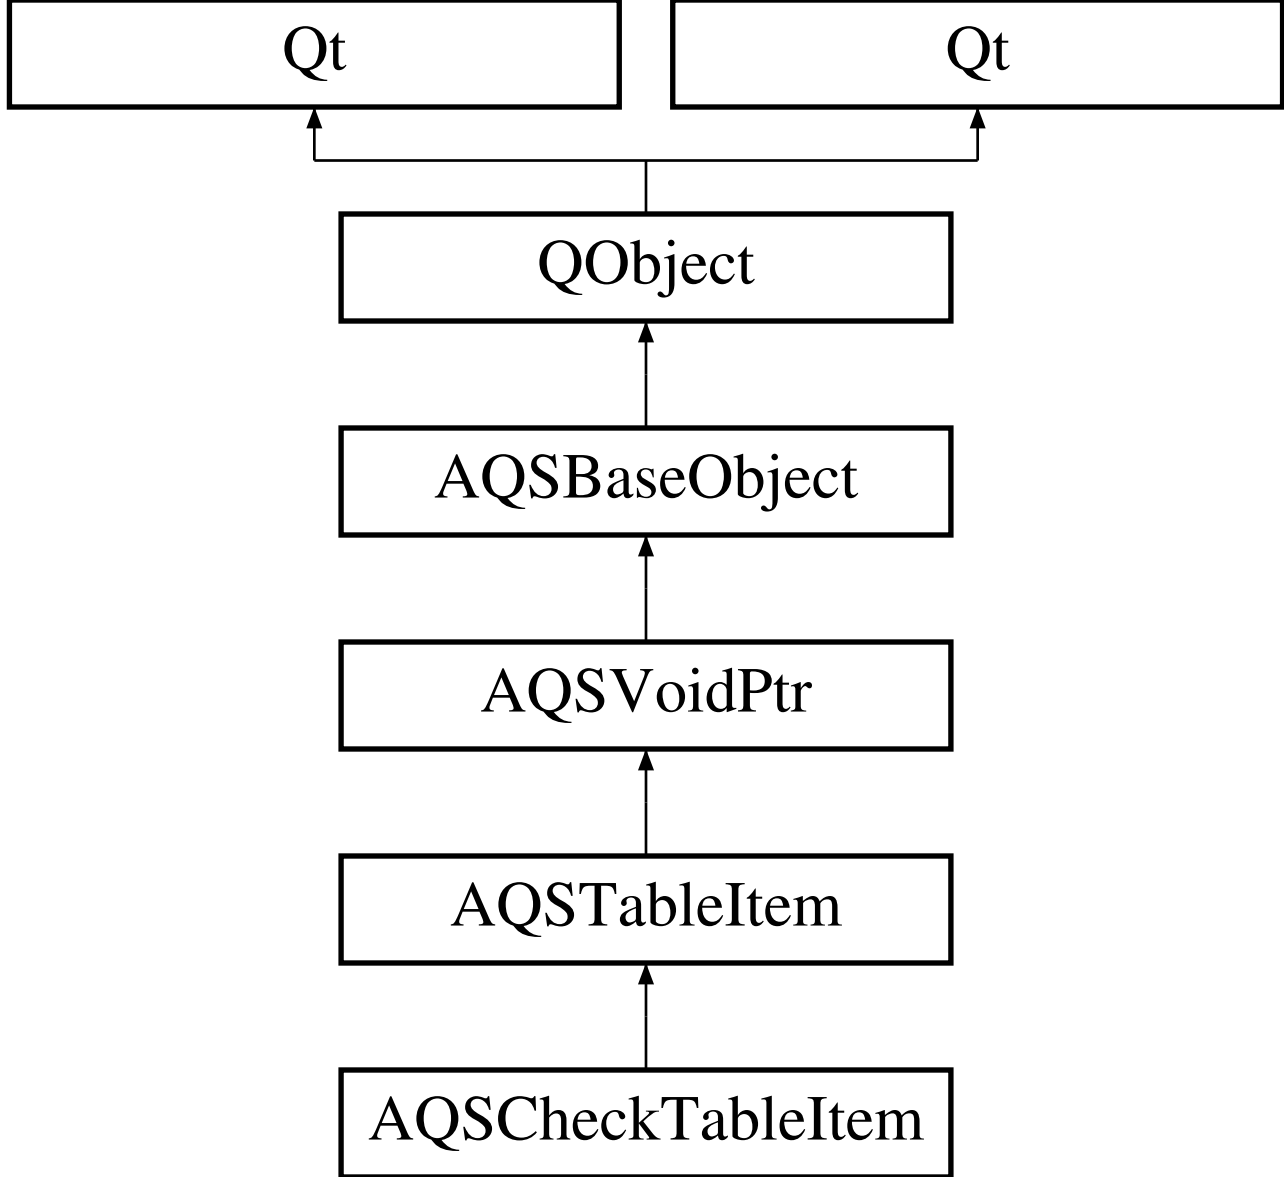 Qt
Qt
QObject
AQSBaseObject
AQSVoidPtr
AQSTableItem
AQSCheckTableItem